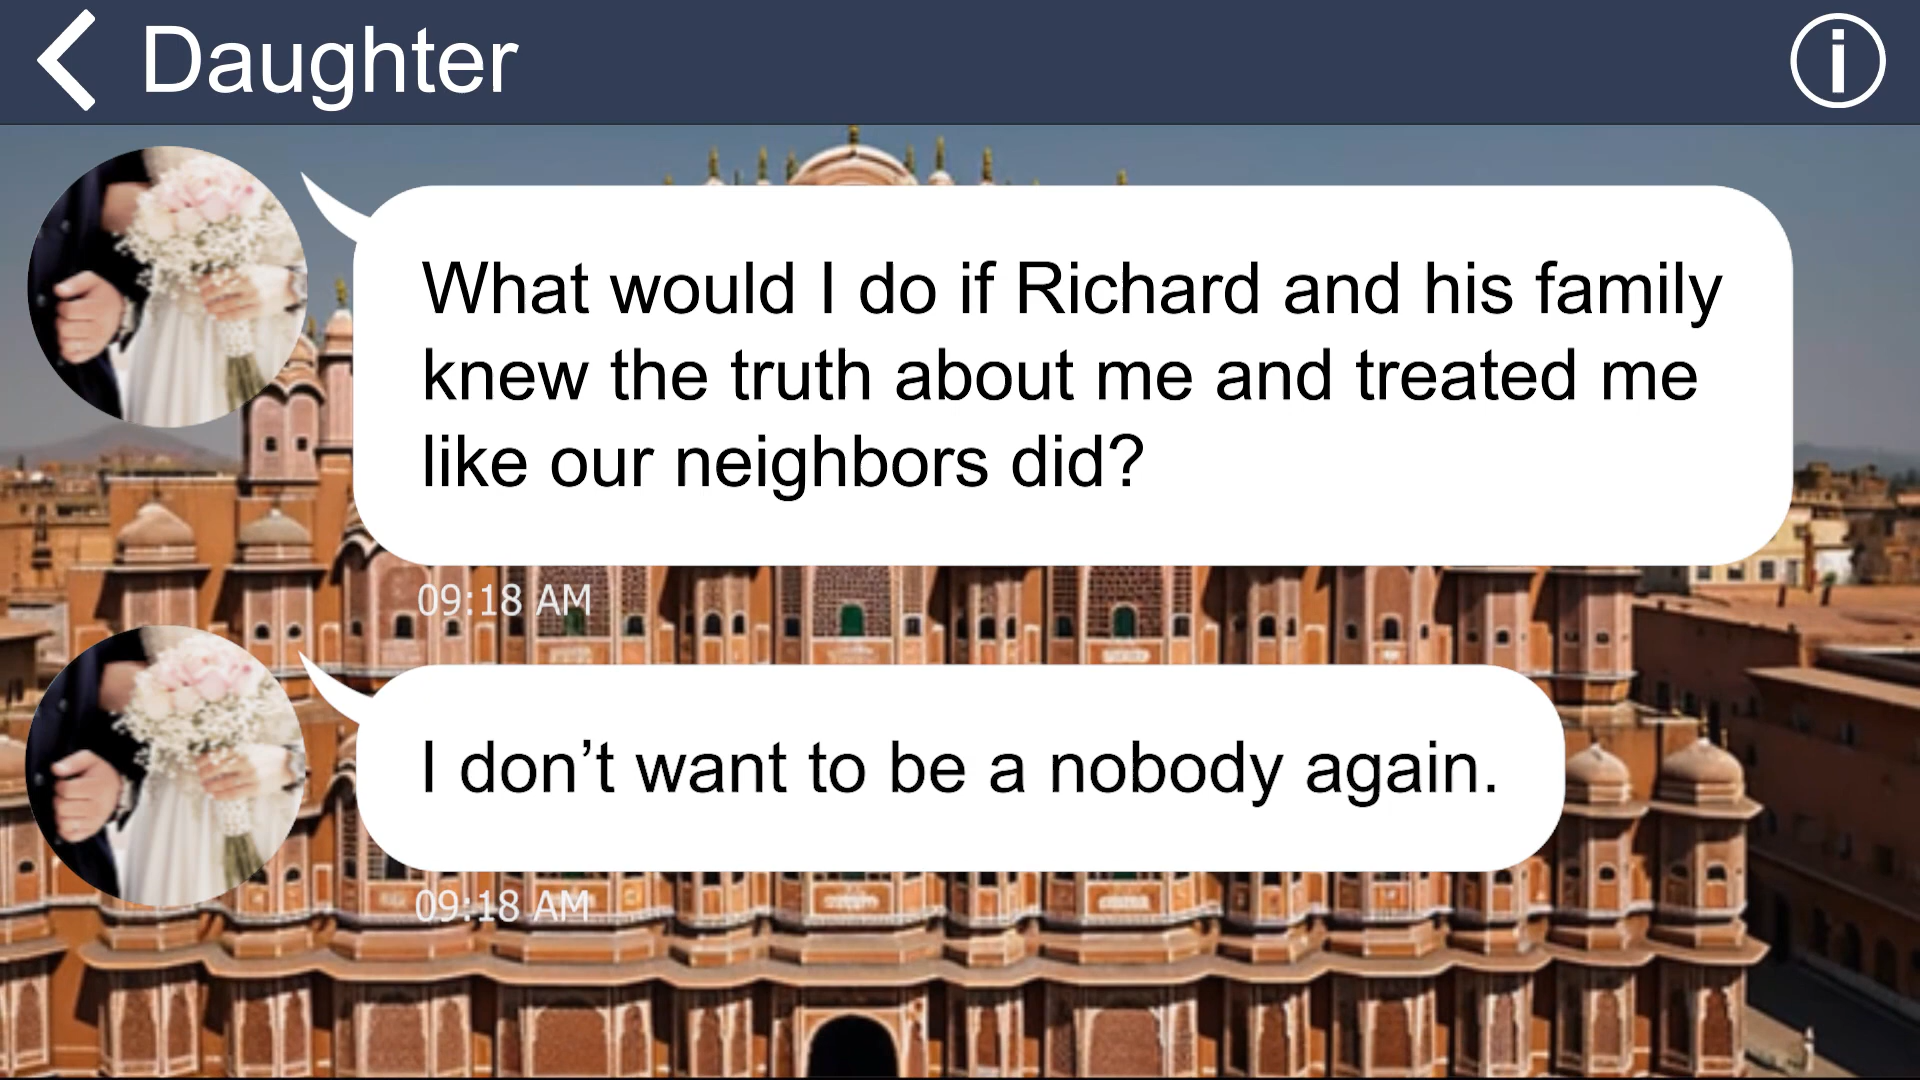 Daughter
What would I do if Richard and his family
knew the truth about me and treated me
like our neighbors did?
09:18 AM
I don’t want to be a nobody again.
09:18 AM